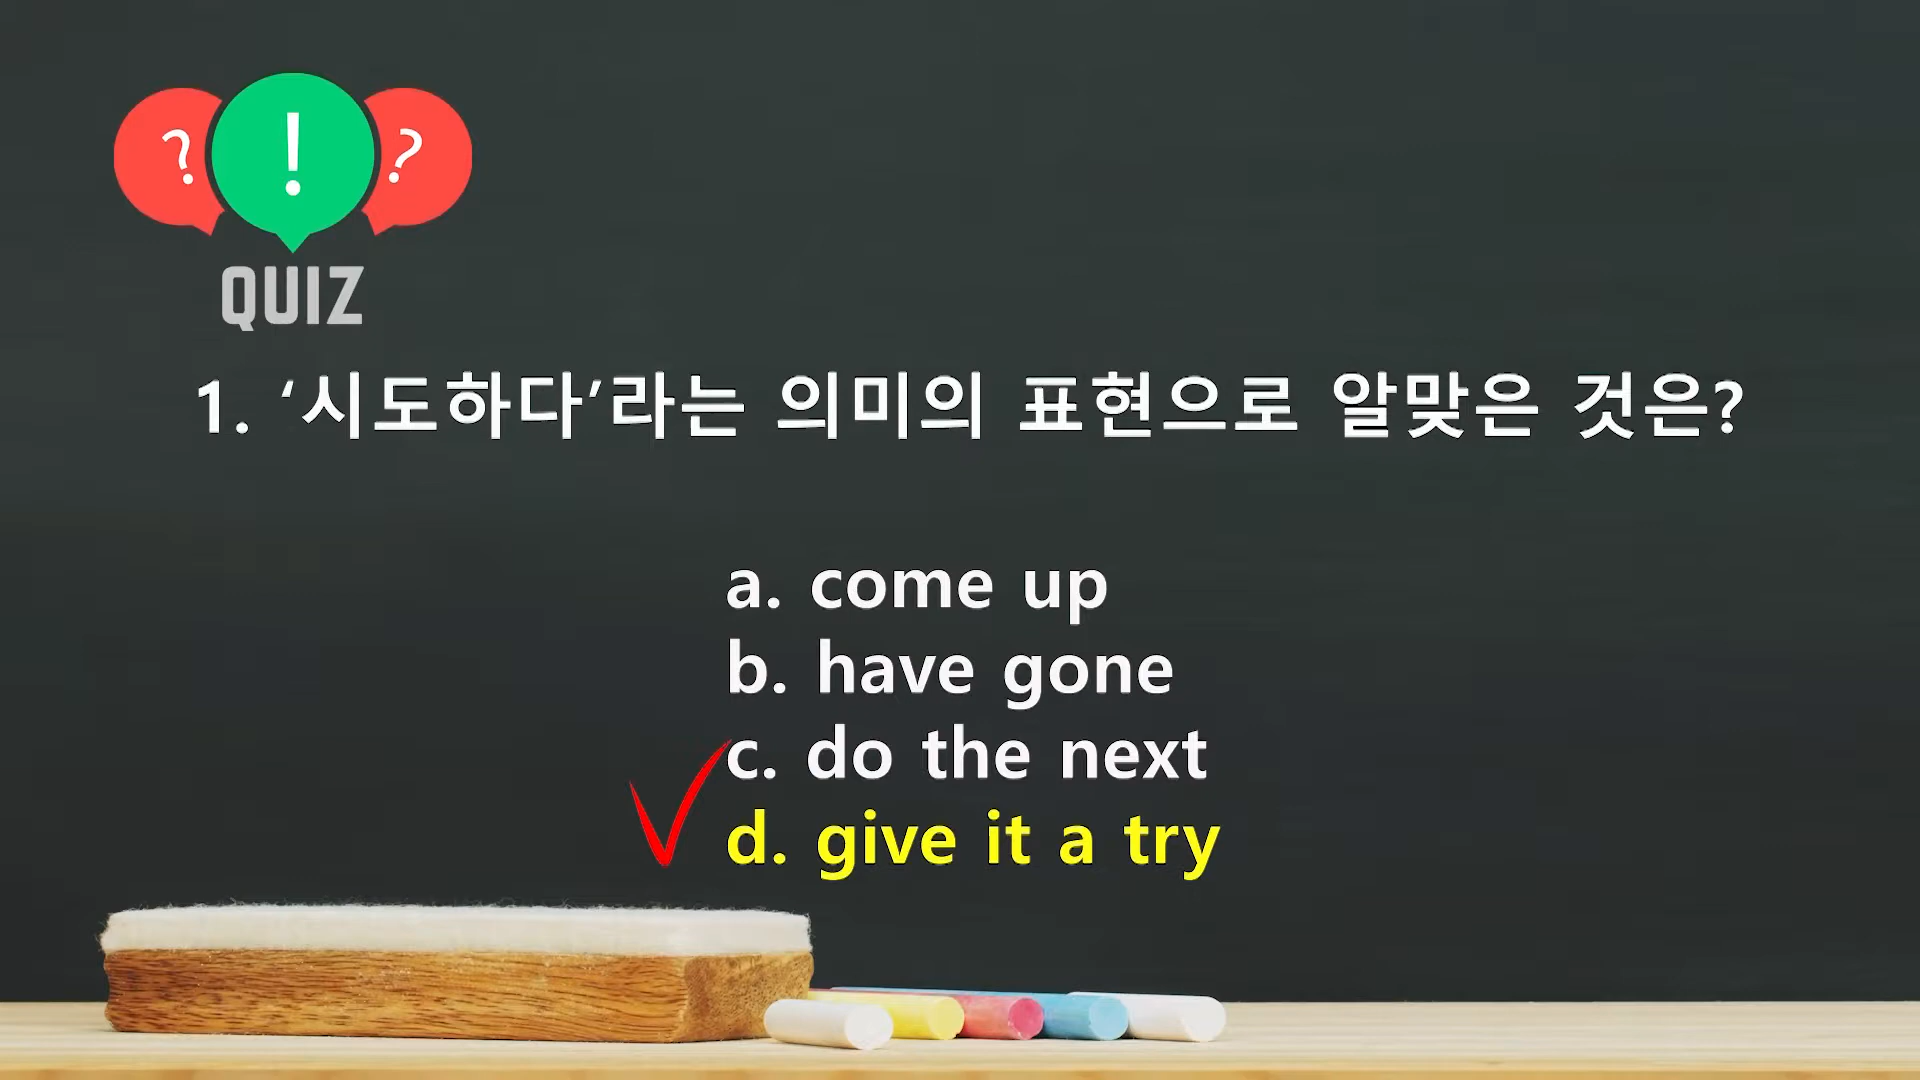 ? ! ?
QUIZ
1. ‘시도하다’라는 의미의 표현으로 알맞은 것은?
a. come up
b. have gone
c. do the next
d. give it a try